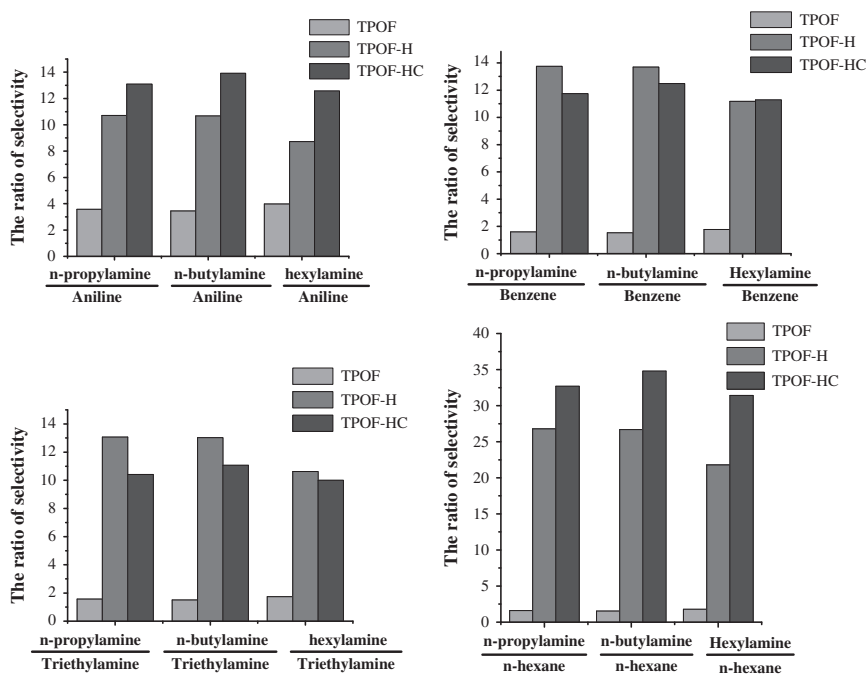 TPOF
TPOF-H
TPOF-HC
The ratio of selectivity
14
12
10
8
6
4
2
0
n-propylamine n-butylamine hexylamine
Aniline Aniline Aniline
TPOF
TPOF-H
TPOF-HC
The ratio of selectivity
14
12
10
8
6
4
2
0
n-propylamine n-butylamine Hexylamine
Benzene Benzene Benzene
TPOF
TPOF-H
TPOF-HC
The ratio of selectivity
14
12
10
8
6
4
2
0
n-propylamine n-butylamine hexylamine
Triethylamine Triethylamine Triethylamine
TPOF
TPOF-H
TPOF-HC
The ratio of selectivity
40
35
30
25
20
15
10
5
0
n-propylamine n-butylamine Hexylamine
n-hexane n-hexane n-hexane